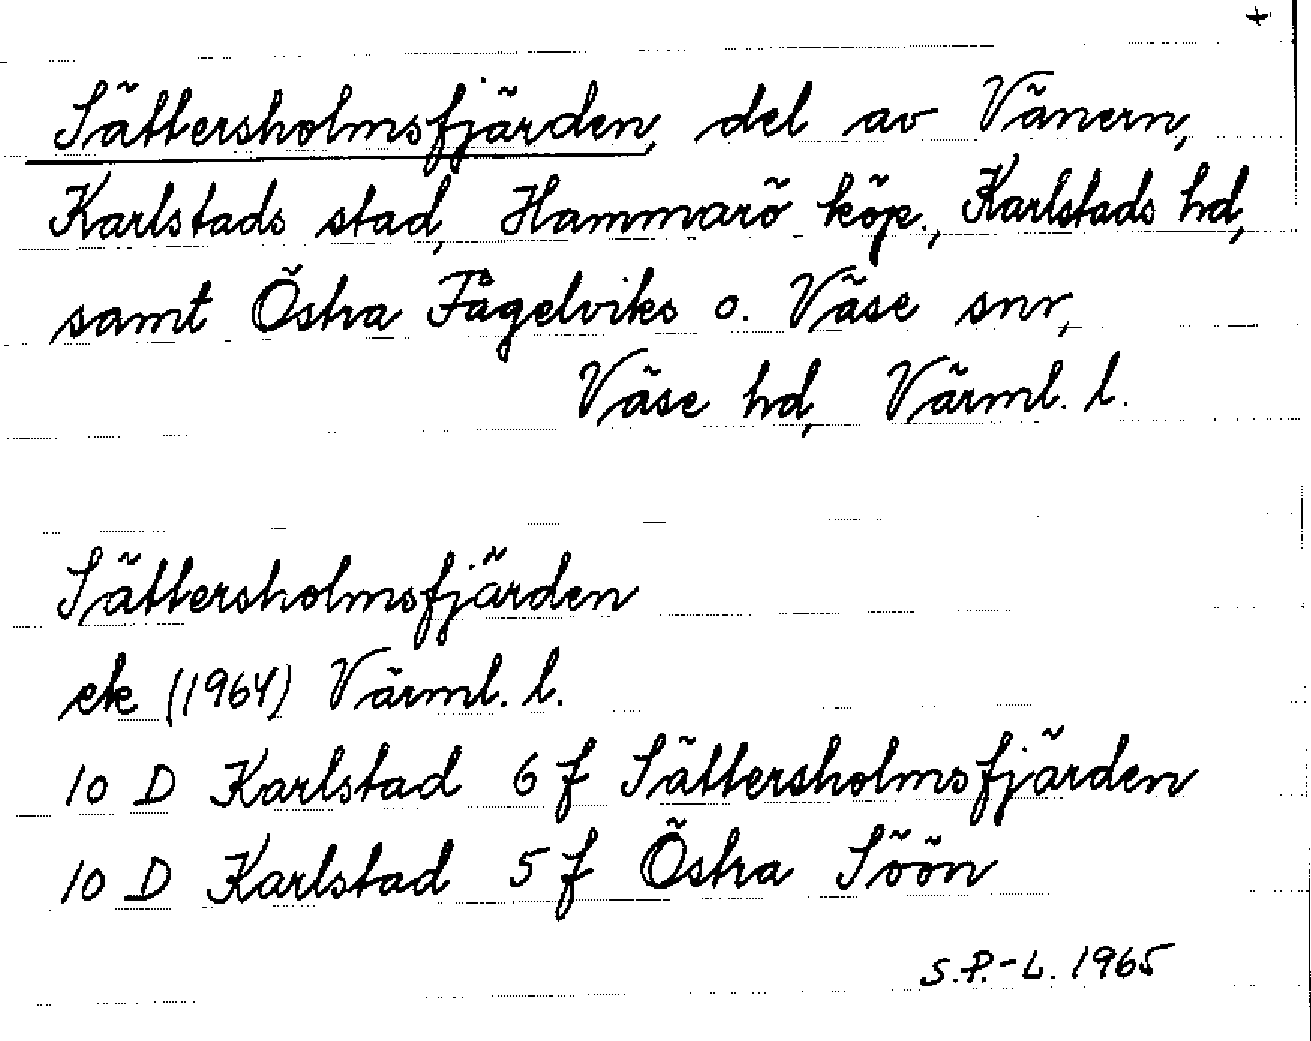 +
Sättersholmsfjärden, del av Vänern,
Karlstads stad, Hammarö köp., Karlstads hd,
samt Östra Fågelviks o. Väse snr,
Väse hd, Värml. l.
Sättersholmsfjärden
ek (1964) Värml. l.
10 D Karlstad 6 f Sättersholmsfjärden
10 D Karlstad 5 f Östra Söön
S.P.-L. 1965